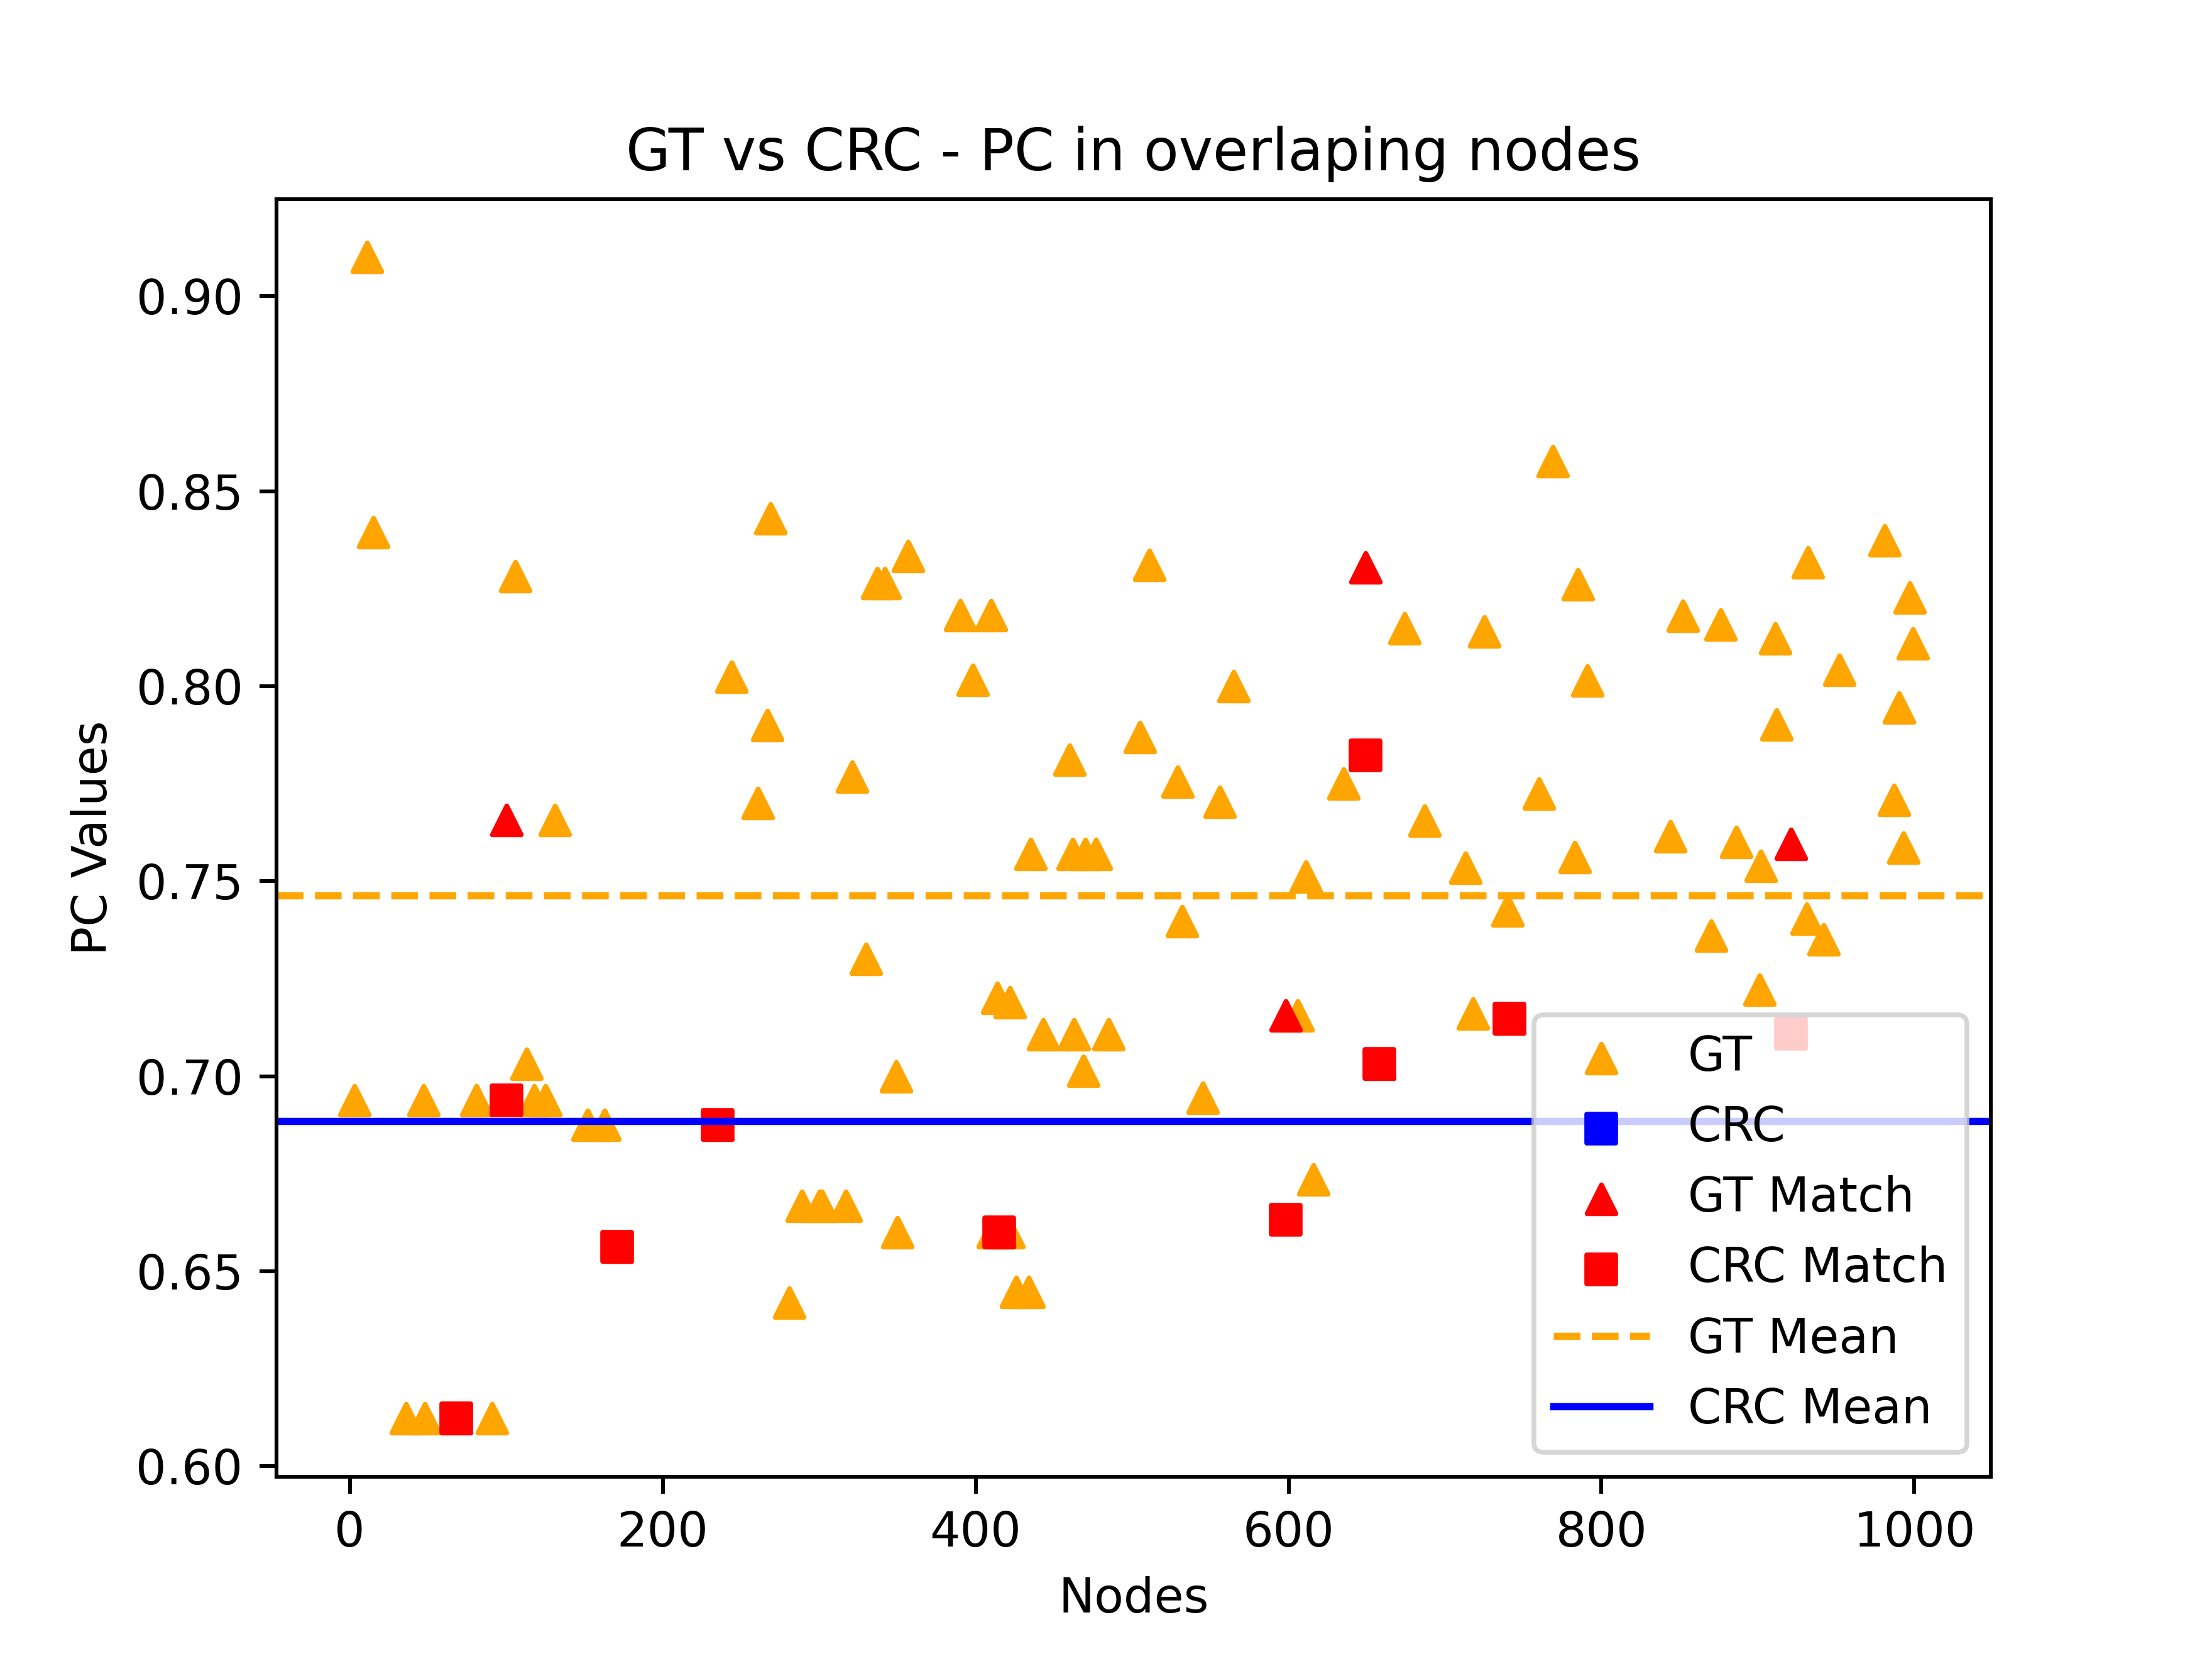 GT vs CRC - PC in overlaping nodes
PC Values
0.90
0.85
0.80
0.75
0.70
0.65
0.60
GT
CRC
GT Match
CRC Match
GT Mean
CRC Mean
0 200 400 600 800 1000
Nodes